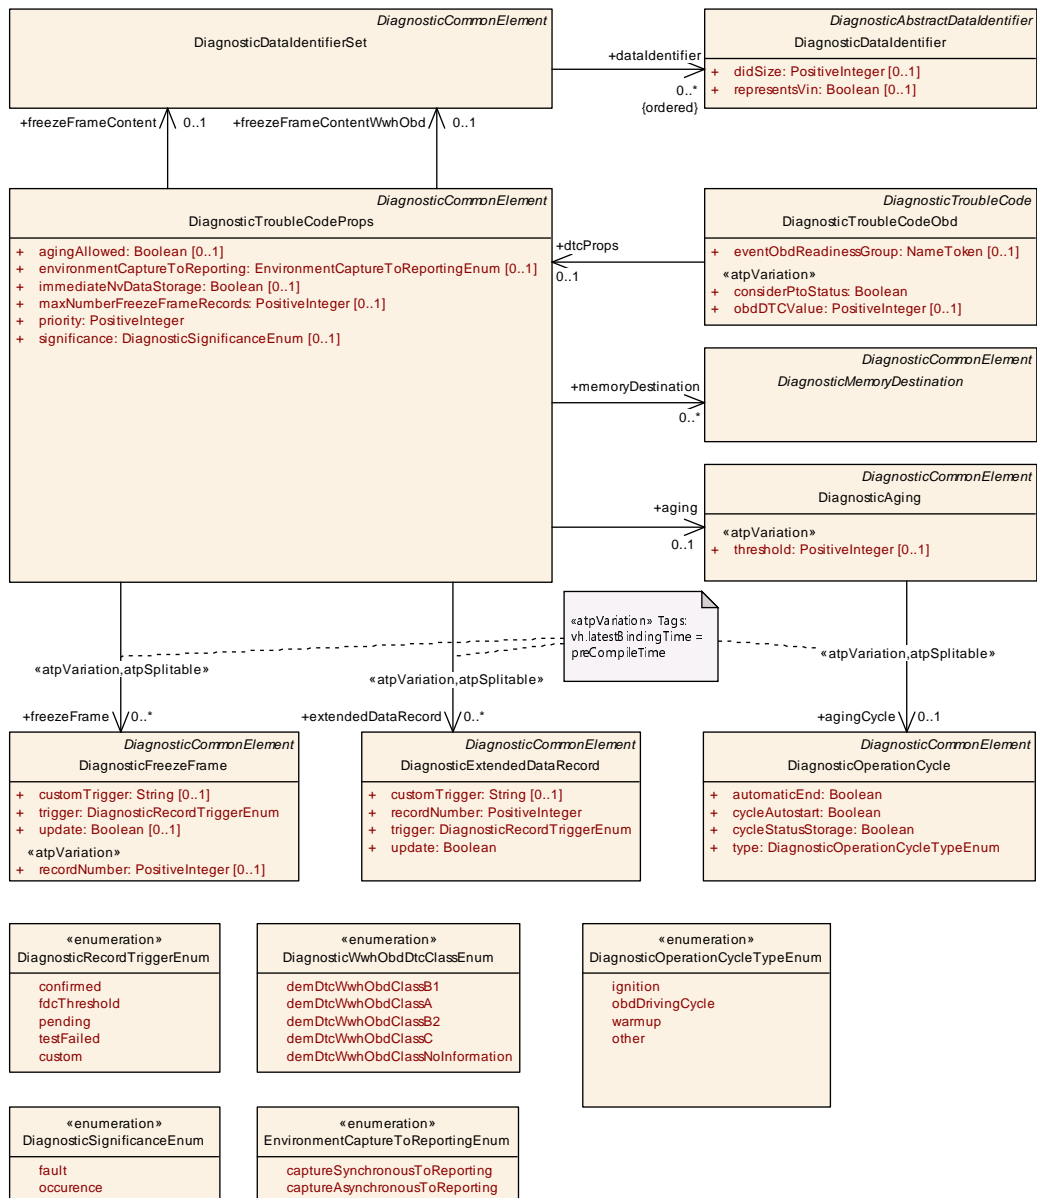 DiagnosticCommonElement
DiagnosticDataIdentifierSet
DiagnosticAbstractDataIdentifier
DiagnosticDataIdentifier
+ didSize: PositiveInteger [0..1]
+ representsVin: Boolean [0..1]
+dataIdentifier
0..*
{ordered}
+freezeFrameContent
0..1
+freezeFrameContentWwhObd
0..1
DiagnosticCommonElement
DiagnosticTroubleCodeProps
+ agingAllowed: Boolean [0..1]
+ environmentCaptureToReporting: EnvironmentCaptureToReportingEnum [0..1]
+ immediateNvDataStorage: Boolean [0..1]
+ maxNumberFreezeFrameRecords: PositiveInteger [0..1]
+ priority: PositiveInteger
+ significance: DiagnosticSignificanceEnum [0..1]
DiagnosticTroubleCode
DiagnosticTroubleCodeObd
+ eventObdReadinessGroup: NameToken [0..1]
«atpVariation»
+ considerPtoStatus: Boolean
+ obdDTCValue: PositiveInteger [0..1]
+dtcProps
0..1
DiagnosticCommonElement
DiagnosticMemoryDestination
+memoryDestination
0..*
DiagnosticCommonElement
DiagnosticAging
«atpVariation»
+ threshold: PositiveInteger [0..1]
+aging
0..1
«atpVariation» Tags:
vh.latestBindingTime =
preCompileTime
«atpVariation,atpSplitable»
«atpVariation,atpSplitable»
«atpVariation,atpSplitable»
+freezeFrame
0..*
+extendedDataRecord
0..*
+agingCycle
0..1
DiagnosticCommonElement
DiagnosticFreezeFrame
+ customTrigger: String [0..1]
+ trigger: DiagnosticRecordTriggerEnum
+ update: Boolean [0..1]
«atpVariation»
+ recordNumber: PositiveInteger [0..1]
DiagnosticCommonElement
DiagnosticExtendedDataRecord
+ customTrigger: String [0..1]
+ recordNumber: PositiveInteger
+ trigger: DiagnosticRecordTriggerEnum
+ update: Boolean
DiagnosticCommonElement
DiagnosticOperationCycle
+ automaticEnd: Boolean
+ cycleAutostart: Boolean
+ cycleStatusStorage: Boolean
+ type: DiagnosticOperationCycleTypeEnum
«enumeration»
DiagnosticRecordTriggerEnum
confirmed
fdcThreshold
pending
testFailed
custom
«enumeration»
DiagnosticWwhObdDtcClassEnum
demDtcWwhObdClassB1
demDtcWwhObdClassA
demDtcWwhObdClassB2
demDtcWwhObdClassC
demDtcWwhObdClassNoInformation
«enumeration»
DiagnosticOperationCycleTypeEnum
ignition
obdDrivingCycle
warmup
other
«enumeration»
DiagnosticSignificanceEnum
fault
occurence
«enumeration»
EnvironmentCaptureToReportingEnum
captureSynchronousToReporting
captureAsynchronousToReporting